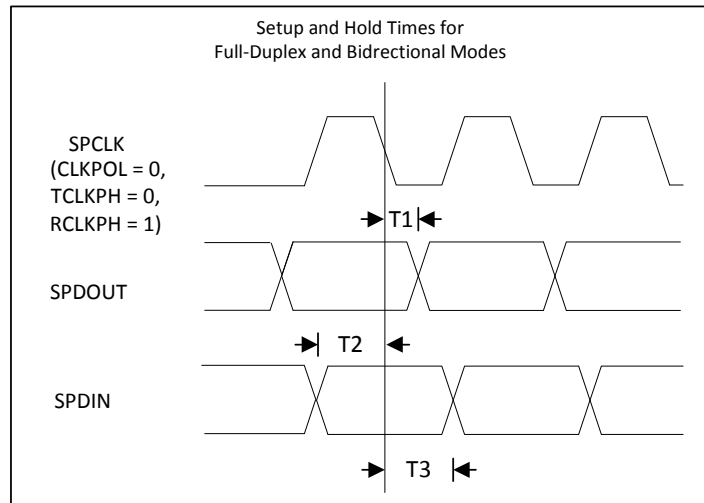 Setup and Hold Times for
Full-Duplex and Bidrectional Modes
SPCLK
(CLKPOL = 0,
TCLKPH = 0,
RCLKPH = 1)
T1
SPDOUT
T2
SPDIN
T3